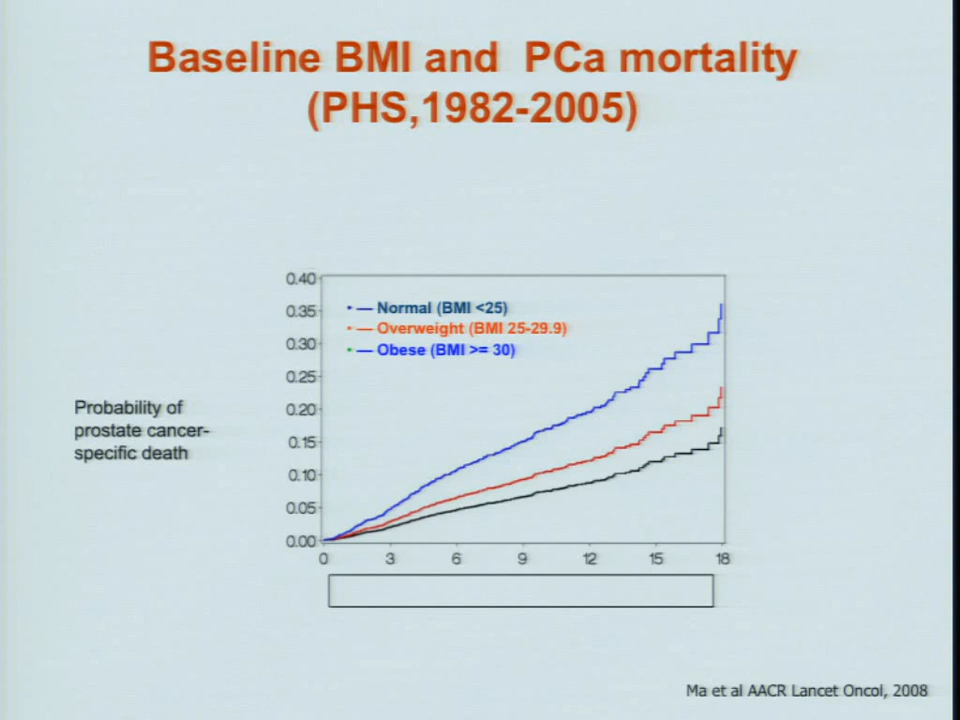 Baseline BMI and PCa mortality
(PHS,1982-2005)
0.40
0.35
0.30
0.25
0.20
0.15
0.10
0.05
0.00
• — Normal (BMI <25)
• — Overweight (BMI 25-29.9)
• — Obese (BMI >= 30)
Probability of
prostate cancer-
specific death
0 3 6 9 12 15 18
Ma et al AACR Lancet Oncol, 2008